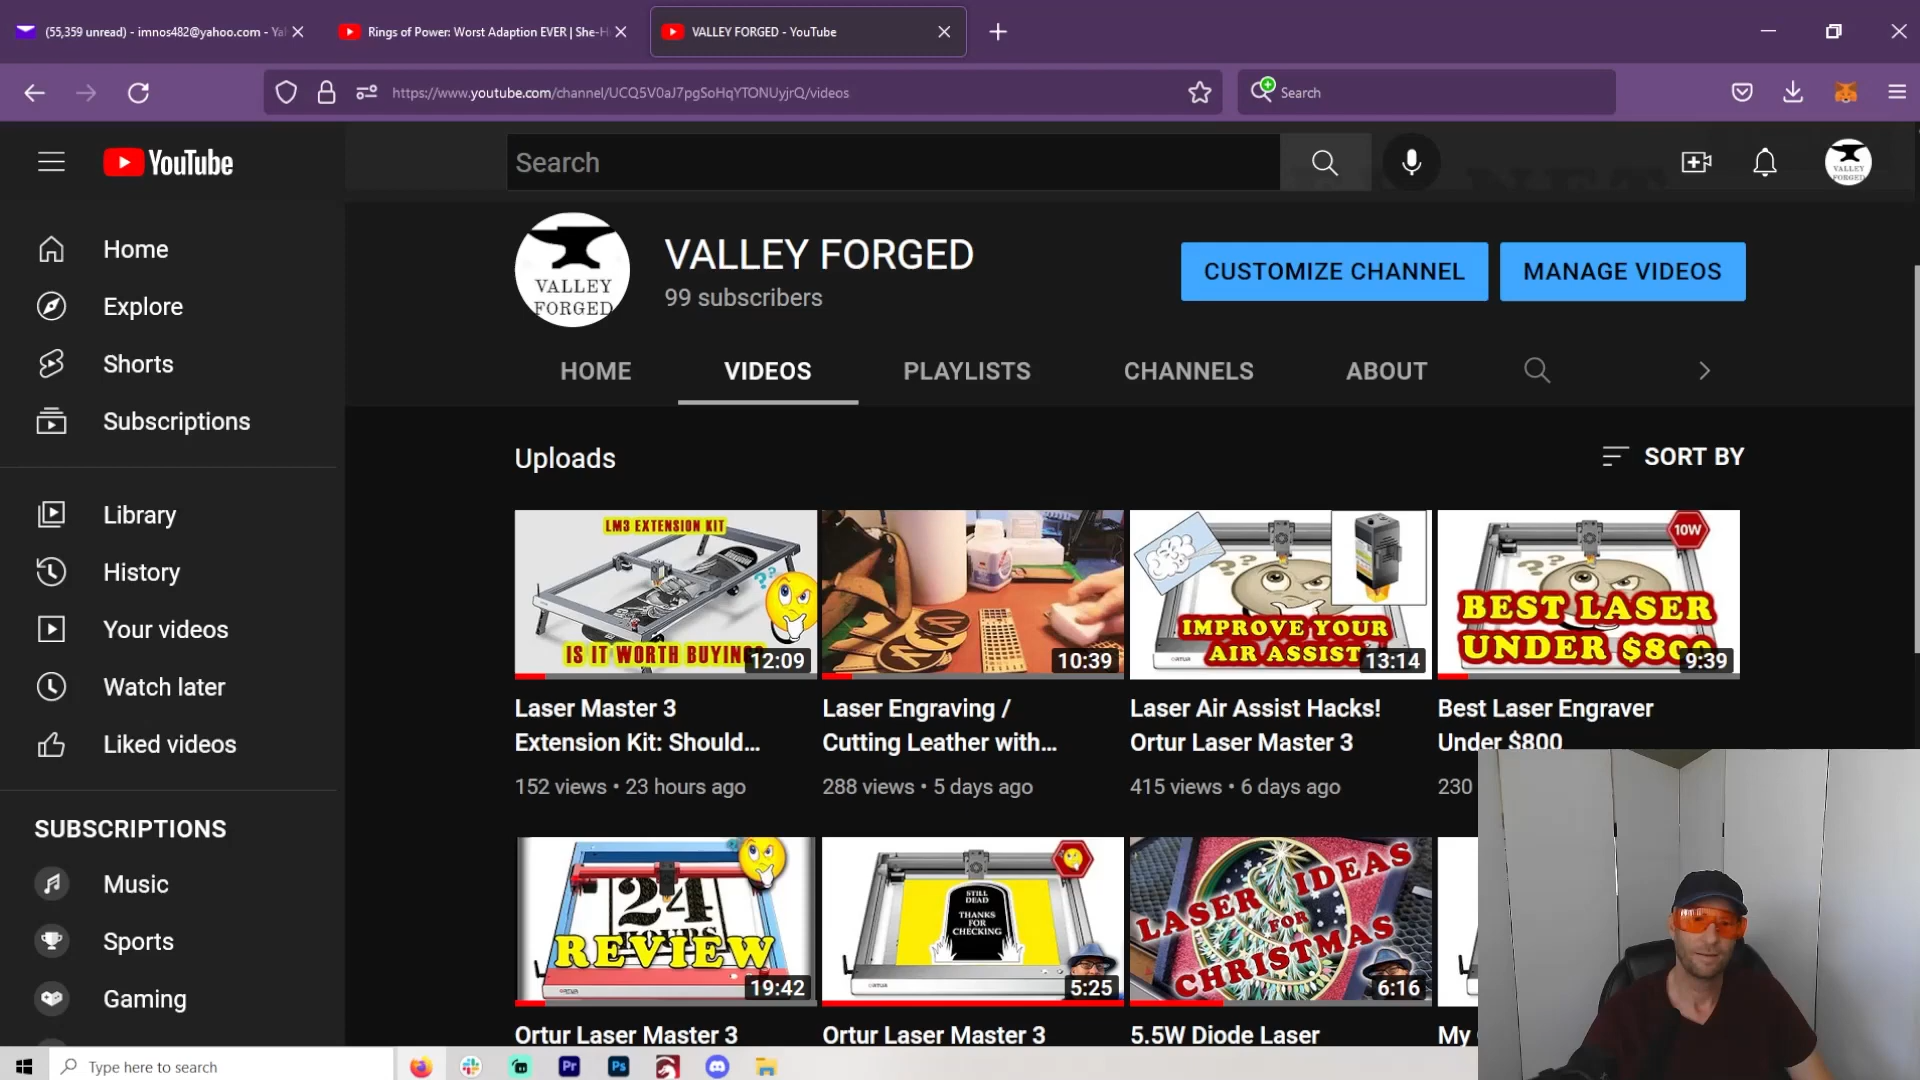 (55,359 unread) - imnos482@yahoo.com - Ya
Rings of Power: Worst Adaption EVER | She-H
VALLEY FORGED - YouTube
https://www.youtube.com/channel/UCQ5V0aJ7pgSoHqYTONUyjrQ/videos
Search
YouTube
Search
VALLEY FORGED
Home
Explore
Shorts
Subscriptions
Library
History
Your videos
Watch later
Liked videos
SUBSCRIPTIONS
Music
Sports
Gaming
VALLEY
FORGED
VALLEY FORGED
99 subscribers
CUSTOMIZE CHANNEL
MANAGE VIDEOS
HOME
VIDEOS
PLAYLISTS
CHANNELS
ABOUT
Uploads
SORT BY
LM3 EXTENSION KIT
??
IS IT WORTH BUYING
12:09
10:39
IMPROVE YOUR
AIR ASSIST
13:14
10W
BEST LASER
UNDER $800
9:39
Laser Master 3
Extension Kit: Should...
152 views • 23 hours ago
Laser Engraving /
Cutting Leather with...
288 views • 5 days ago
Laser Air Assist Hacks!
Ortur Laser Master 3
415 views • 6 days ago
Best Laser Engraver
Under $800
230
24
HOURS
REVIEW
19:42
STILL
DEAD
THANKS
FOR
CHECKING
5:25
LASER IDEAS
FOR
CHRISTMAS
6:16
Ortur Laser Master 3
Ortur Laser Master 3
5.5W Diode Laser
My
Type here to search
Pr
Ps